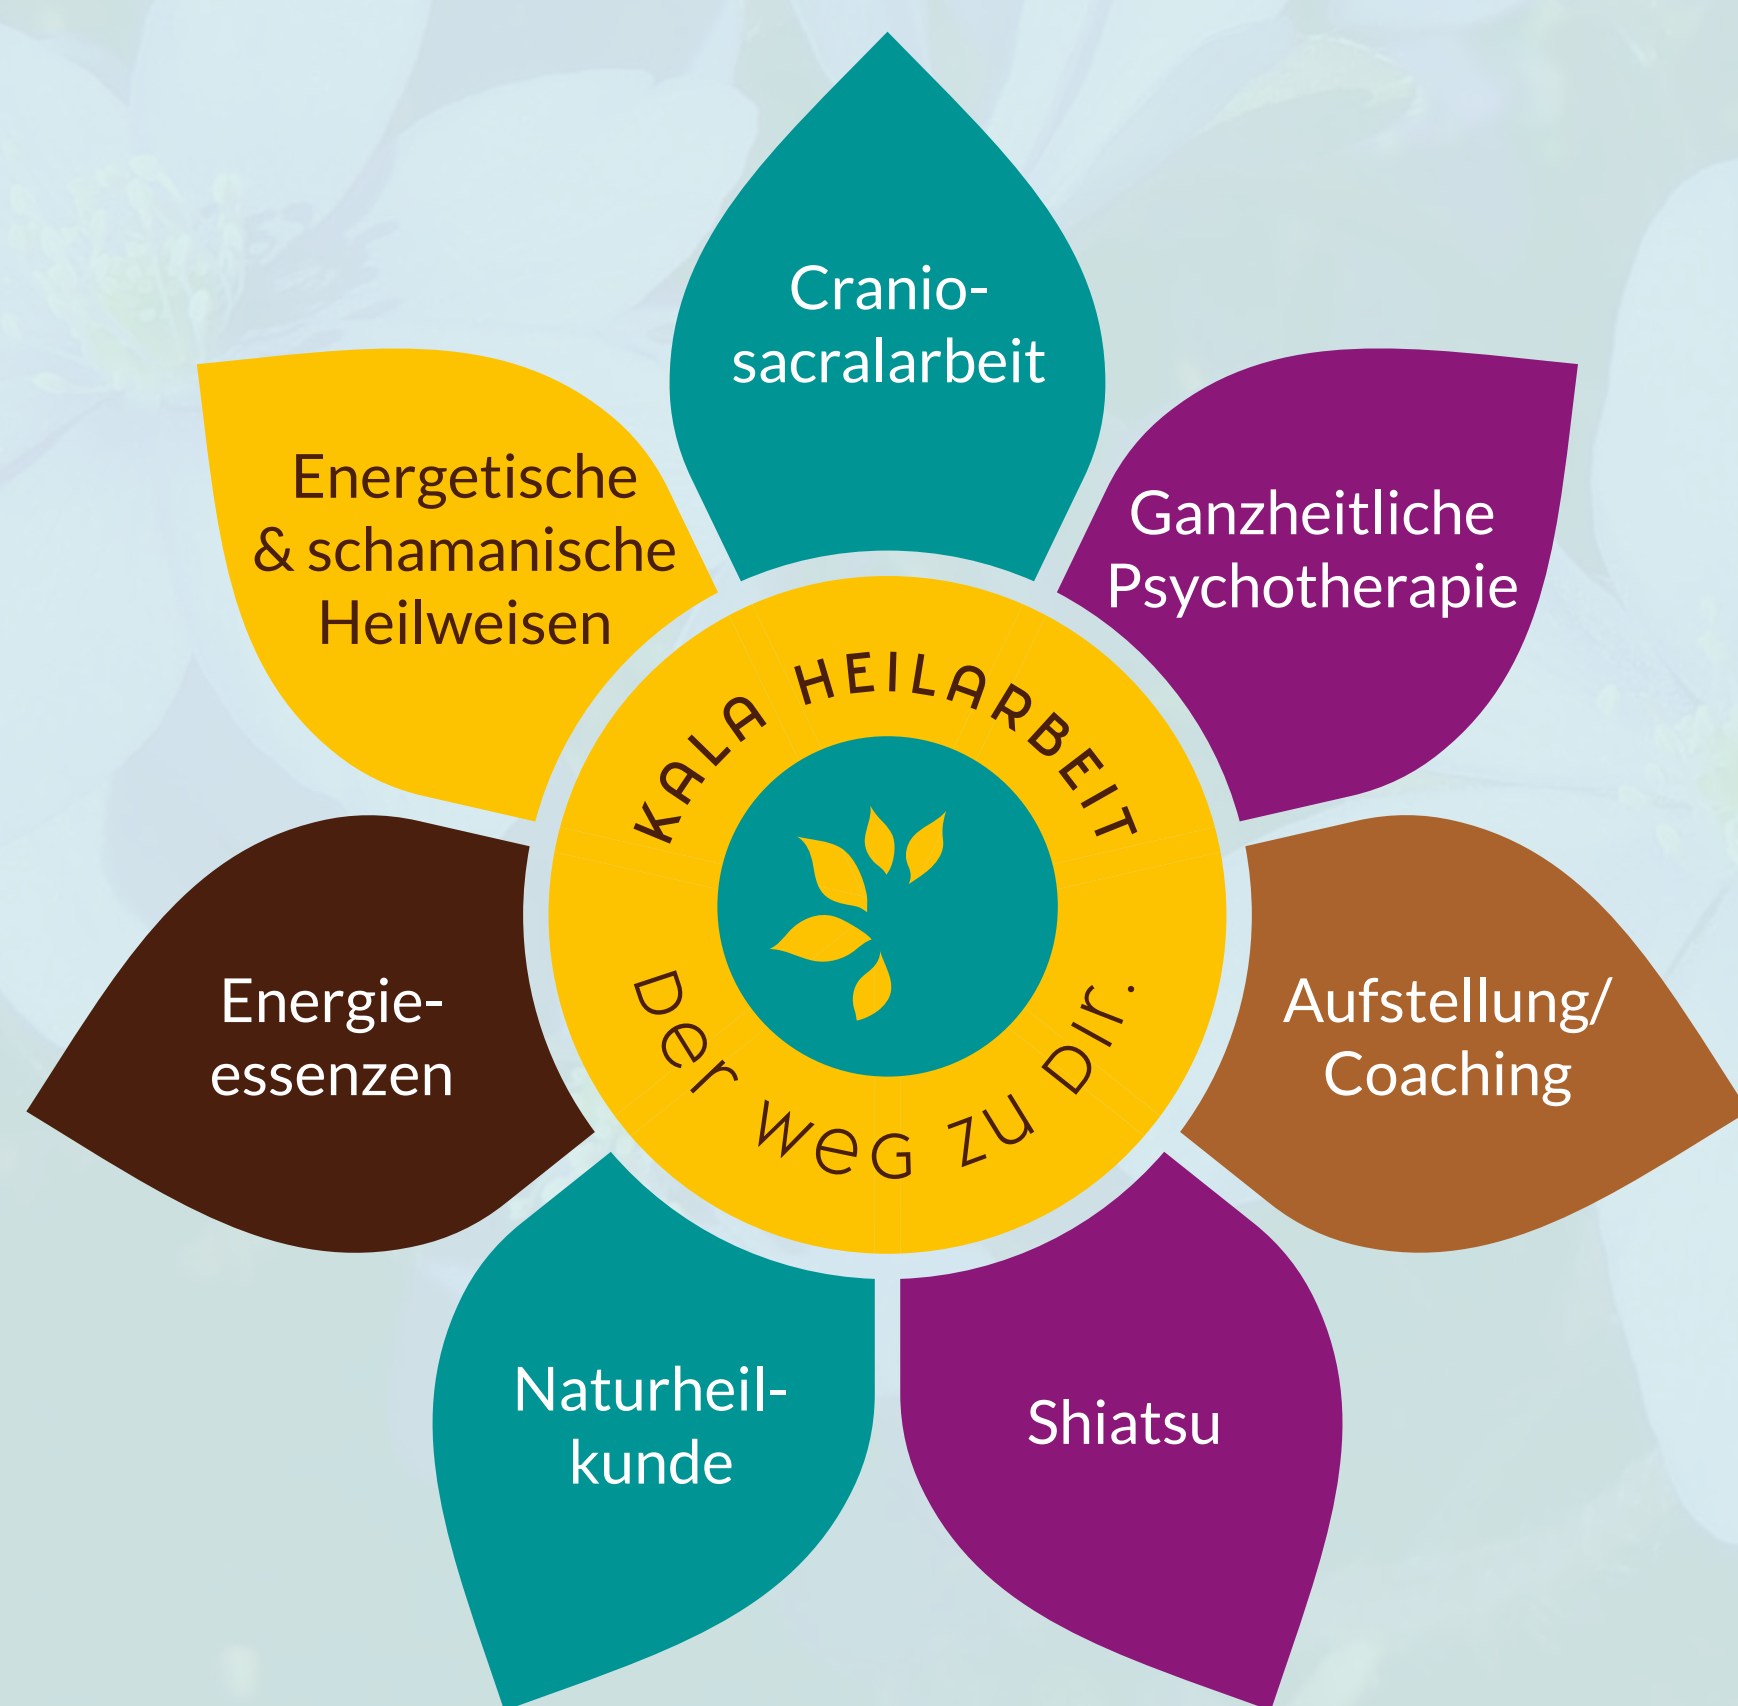 Cranio-
sacralarbeit
Ganzheitliche
Psychotherapie
Aufstellung/
Coaching
Shiatsu
Naturheil-
kunde
Energie-
essenzen
Energetische
& schamanische
Heilweisen
KALA HEILARBEIT
Der weG zu Dir.